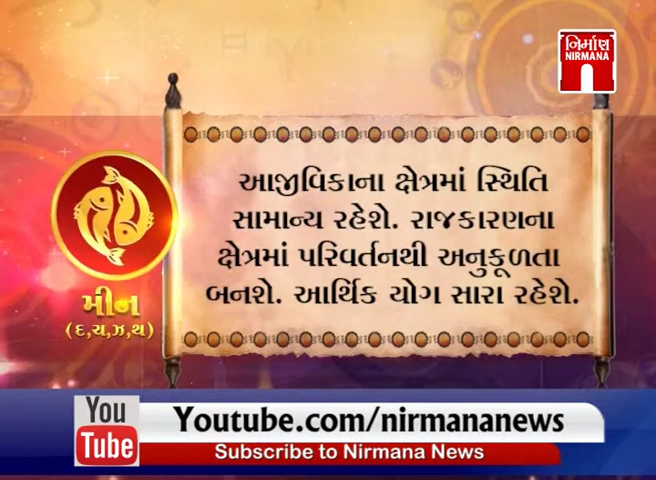 નિર્માણ
NIRMANA
આજીવિકાના ક્ષેત્રમાં સ્થિતિ
સામાન્ય રહેશે. રાજકારણના
ક્ષેત્રમાં પરિવર્તનથી અનુકૂળતા
બનશે. આર્થિક યોગ સારા રહેશે.
મીન
(દ,ચ,ઝ,થ)
You
Tube
Youtube.com/nirmananews
Subscribe to Nirmana News